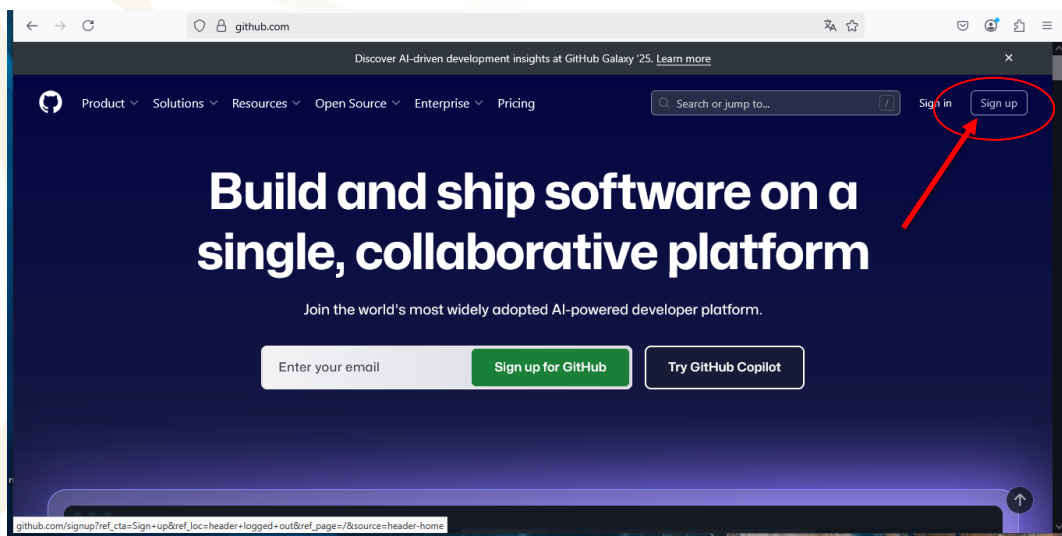 github.com
Discover AI-driven development insights at GitHub Galaxy '25. Learn more
Product Solutions Resources Open Source Enterprise Pricing Search or jump to... / Sign in Sign up
Build and ship software on a
single, collaborative platform
Join the world's most widely adopted AI-powered developer platform.
Enter your email Sign up for GitHub Try GitHub Copilot
github.com/signup?ref_cta=Sign+up&ref_loc=header+logged+out&ref_page=/&source=header-home